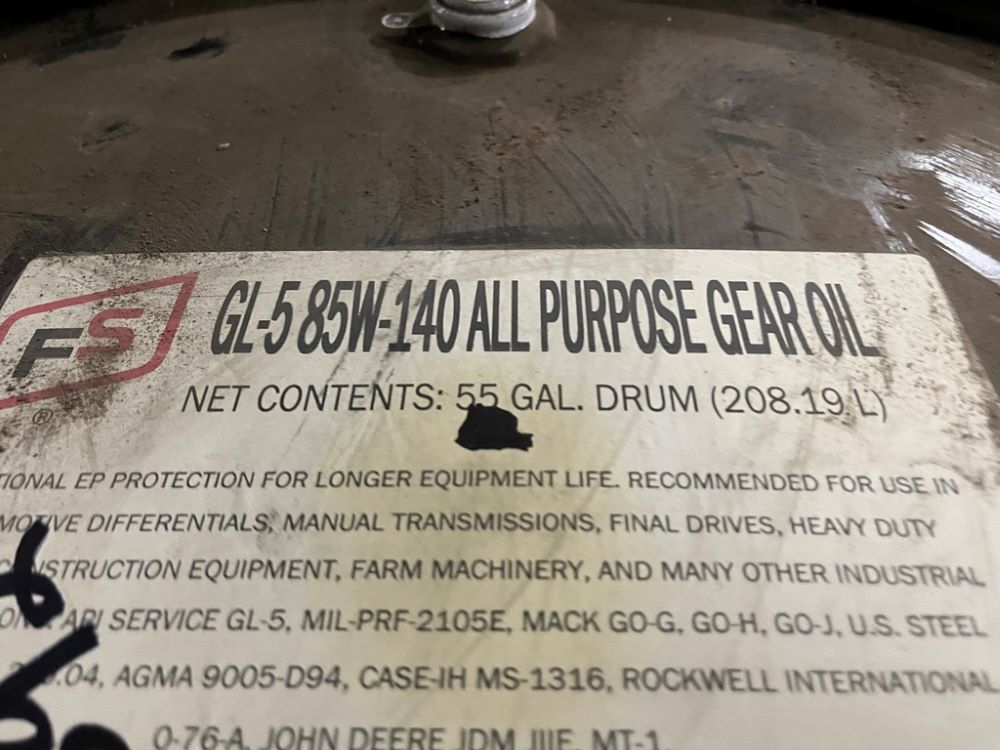 FS
GL-5 85W-140 ALL PURPOSE GEAR OIL
NET CONTENTS: 55 GAL. DRUM (208.19 L)
®
TIONAL EP PROTECTION FOR LONGER EQUIPMENT LIFE. RECOMMENDED FOR USE IN
MOTIVE DIFFERENTIALS, MANUAL TRANSMISSIONS, FINAL DRIVES, HEAVY DUTY
CONSTRUCTION EQUIPMENT, FARM MACHINERY, AND MANY OTHER INDUSTRIAL
API SERVICE GL-5, MIL-PRF-2105E, MACK GO-G, GO-H, GO-J, U.S. STEEL
.04, AGMA 9005-D94, CASE-IH MS-1316, ROCKWELL INTERNATIONAL
O-76-A, JOHN DEERE JDM JIIE, MT-1.